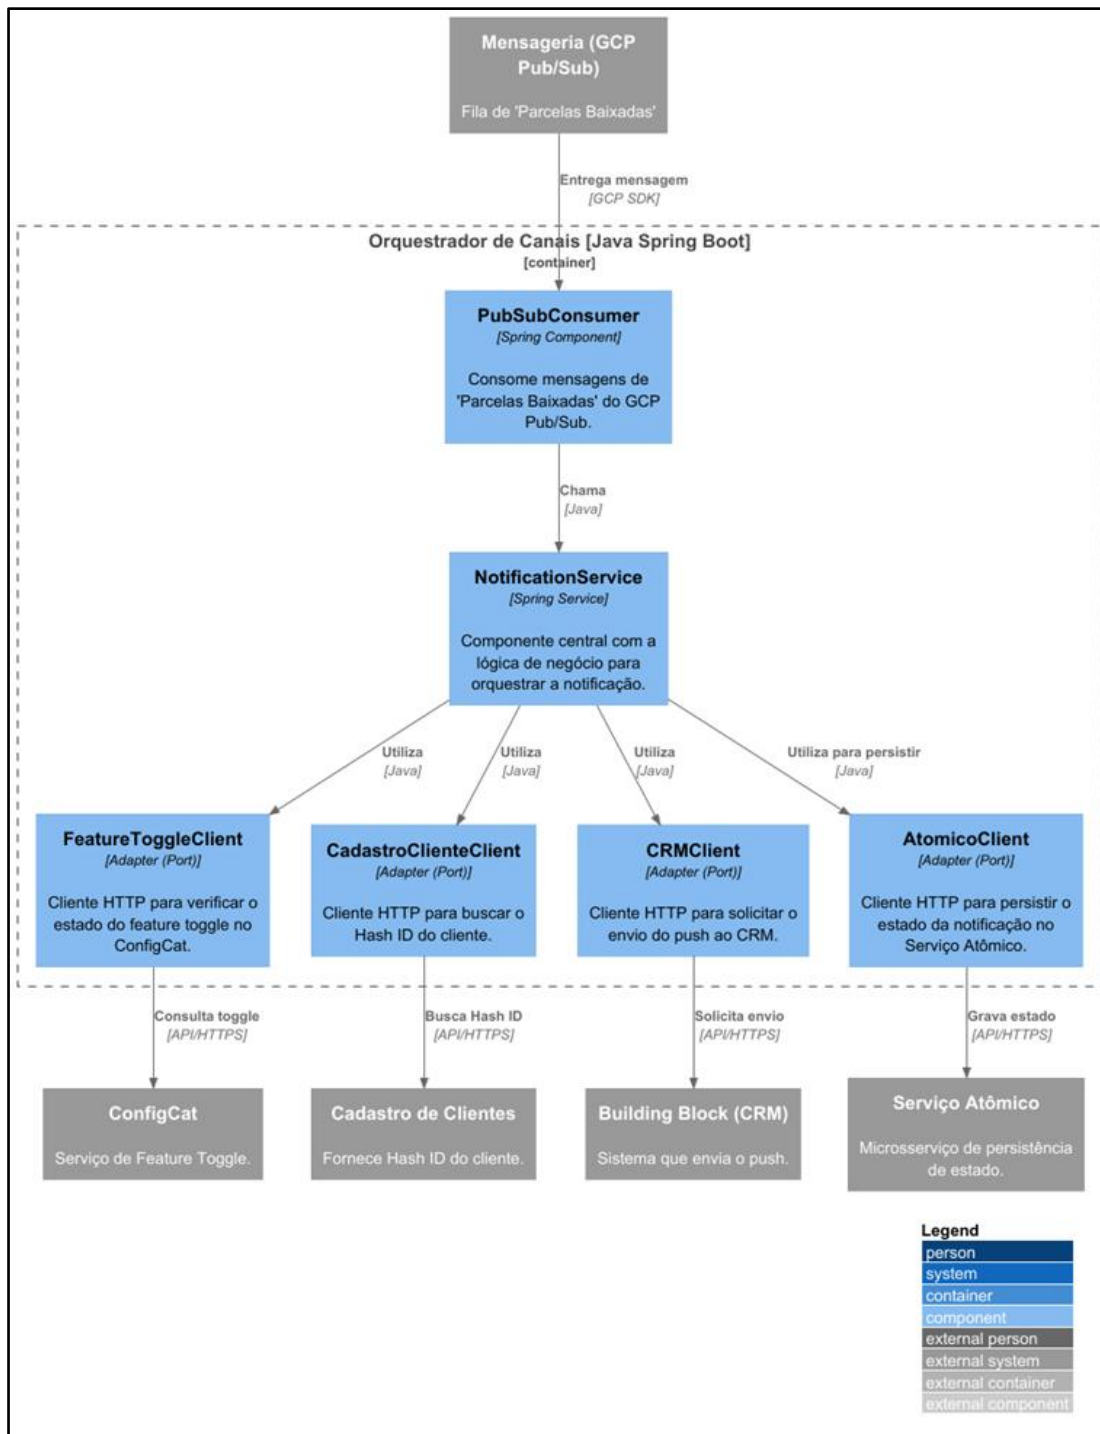 Mensageria (GCP
Pub/Sub)
Fila de 'Parcelas Baixadas'
Entrega mensagem
[GCP SDK]
Orquestrador de Canais [Java Spring Boot]
[container]
PubSubConsumer
[Spring Component]
Consome mensagens de
'Parcelas Baixadas' do GCP
Pub/Sub.
Chama
[Java]
NotificationService
[Spring Service]
Componente central com a
lógica de negócio para
orquestrar a notificação.
Utiliza
[Java]
Utiliza
[Java]
Utiliza
[Java]
Utiliza para persistir
[Java]
FeatureToggleClient
[Adapter (Port)]
Cliente HTTP para verificar o
estado do feature toggle no
ConfigCat.
CadastroClienteClient
[Adapter (Port)]
Cliente HTTP para buscar o
Hash ID do cliente.
CRMClient
[Adapter (Port)]
Cliente HTTP para solicitar o
envio do push ao CRM.
AtomicoClient
[Adapter (Port)]
Cliente HTTP para persistir o
estado da notificação no
Serviço Atômico.
Consulta toggle
[API/HTTPS]
Busca Hash ID
[API/HTTPS]
Solicita envio
[API/HTTPS]
Grava estado
[API/HTTPS]
ConfigCat
Serviço de Feature Toggle.
Cadastro de Clientes
Fornece Hash ID do cliente.
Building Block (CRM)
Sistema que envia o push.
Serviço Atômico
Microsserviço de persistência
de estado.
Legend
person
system
container
component
external person
external system
external container
external component